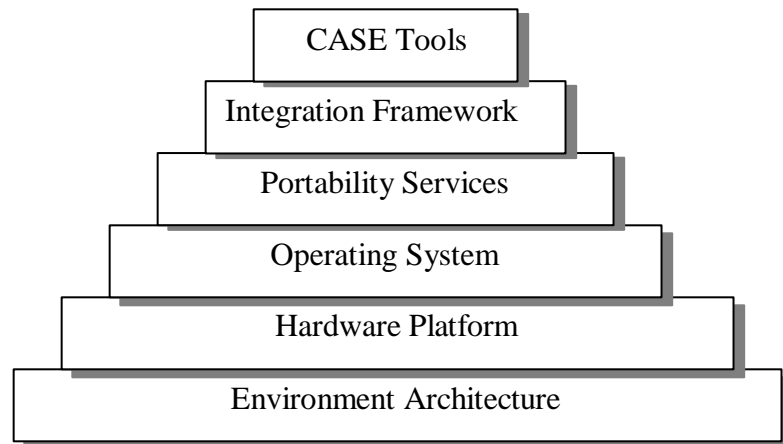 CASE Tools
Integration Framework
Portability Services
Operating System
Hardware Platform
Environment Architecture